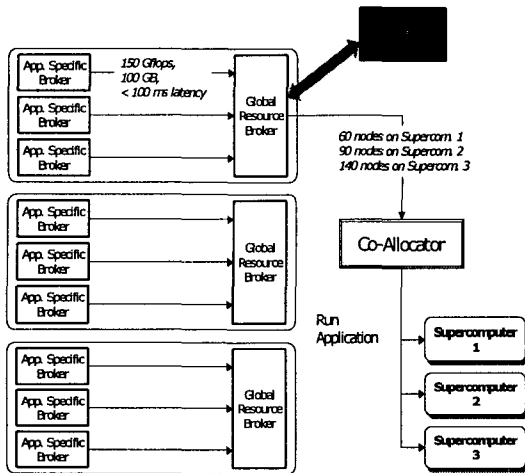 App. Specific
Broker
150 Gflops,
100 GB,
< 100 ms latency
App. Specific
Broker
App. Specific
Broker
Global
Resource
Broker
60 nodes on Supercom. 1
90 nodes on Supercom. 2
140 nodes on Supercom. 3
App. Specific
Broker
App. Specific
Broker
App. Specific
Broker
Global
Resource
Broker
Co-Allocator
Run
Application
Supercomputer
1
Supercomputer
2
Supercomputer
3
App. Specific
Broker
App. Specific
Broker
App. Specific
Broker
Global
Resource
Broker